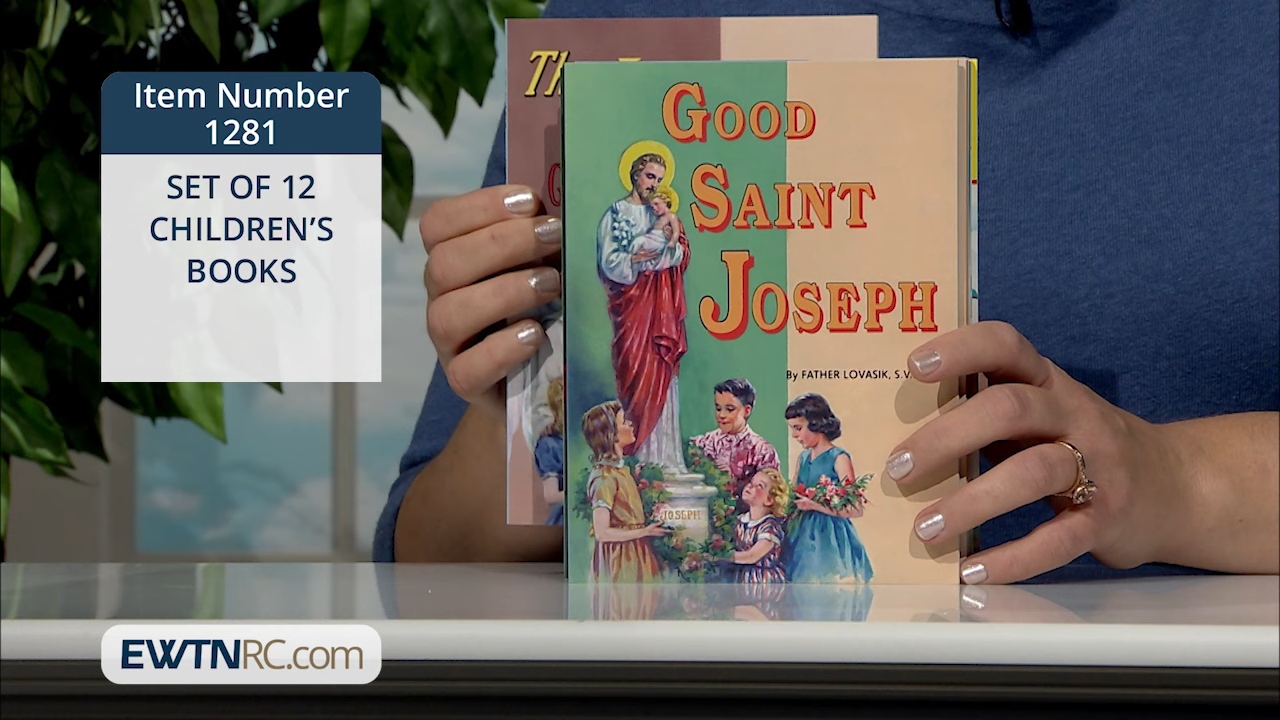 Item Number
1281
SET OF 12
CHILDREN'S
BOOKS
GOOD
SAINT
JOSEPH
By FATHER LOVASIK,
JOSEPH
EWTNRC.com